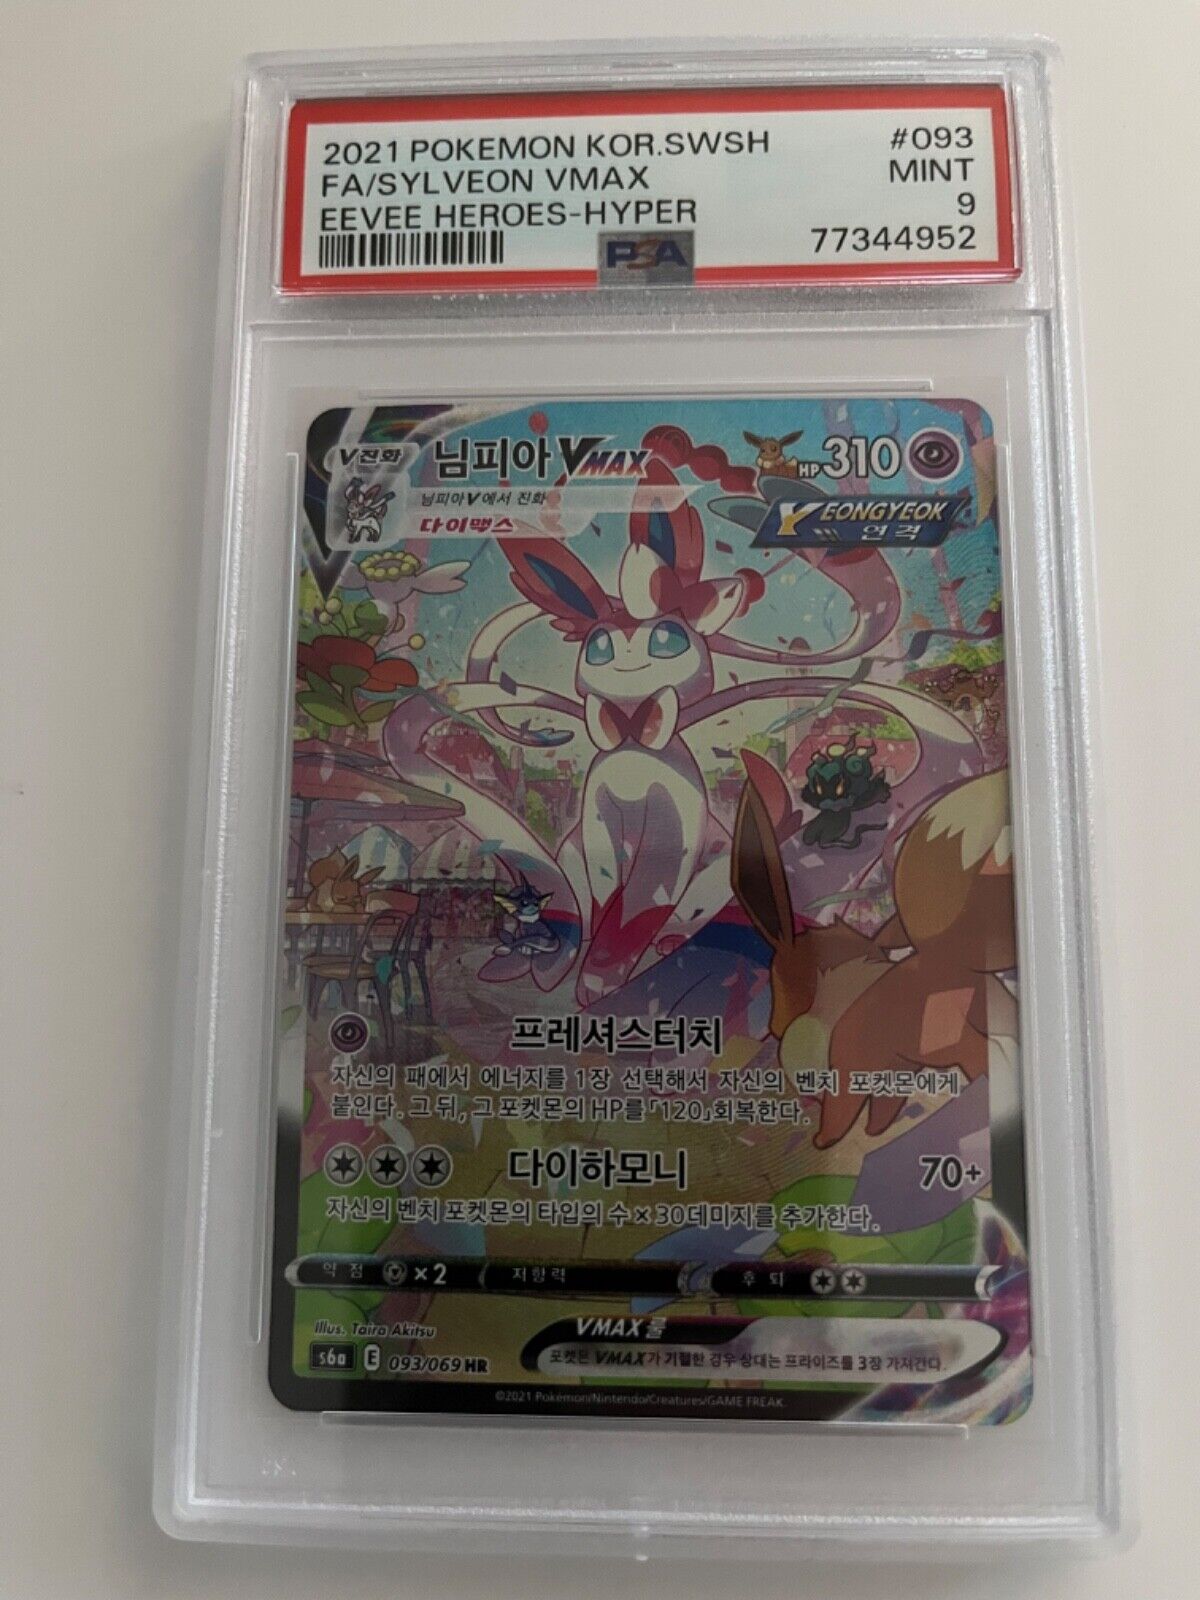 2021 POKEMON KOR.SWSH #093
FA/SYLVEON VMAX MINT
EEVEE HEROES-HYPER 9
PSA 77344952
V진화 님피아VMAX HP310
님피아V에서 진화
다이맥스
YEONGYEOK
연격
프레셔스터치
자신의 패에서 에너지를 1장 선택해서 자신의 벤치 포켓몬에게
붙인다. 그 뒤, 그 포켓몬의 HP를 「120」 회복한다.
다이하모니 70+
자신의 벤치 포켓몬의 타입의 수×30데미지를 추가한다.
약점 ×2 저항력 후퇴
Illus. Taira Akitsu
VMAX 룰
s6a E 093/069 HR
포켓몬 VMAX가 기절한 경우 상대는 프라이즈를 3장 가져간다.
©2021 Pokémon/Nintendo/Creatures/GAME FREAK.